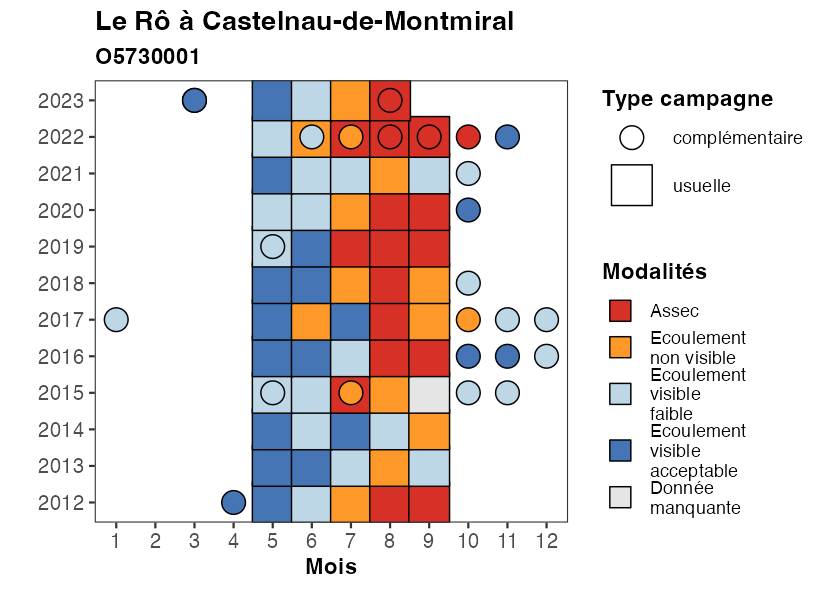 Le Rô à Castelnau-de-Montmiral
O5730001
2023
2022
2021
2020
2019
2018
2017
2016
2015
2014
2013
2012
1 2 3 4 5 6 7 8 9 10 11 12
Mois
Type campagne
complémentaire
usuelle
Modalités
Assec
Ecoulement
non visible
Ecoulement
visible
faible
Ecoulement
visible
acceptable
Donnée
manquante